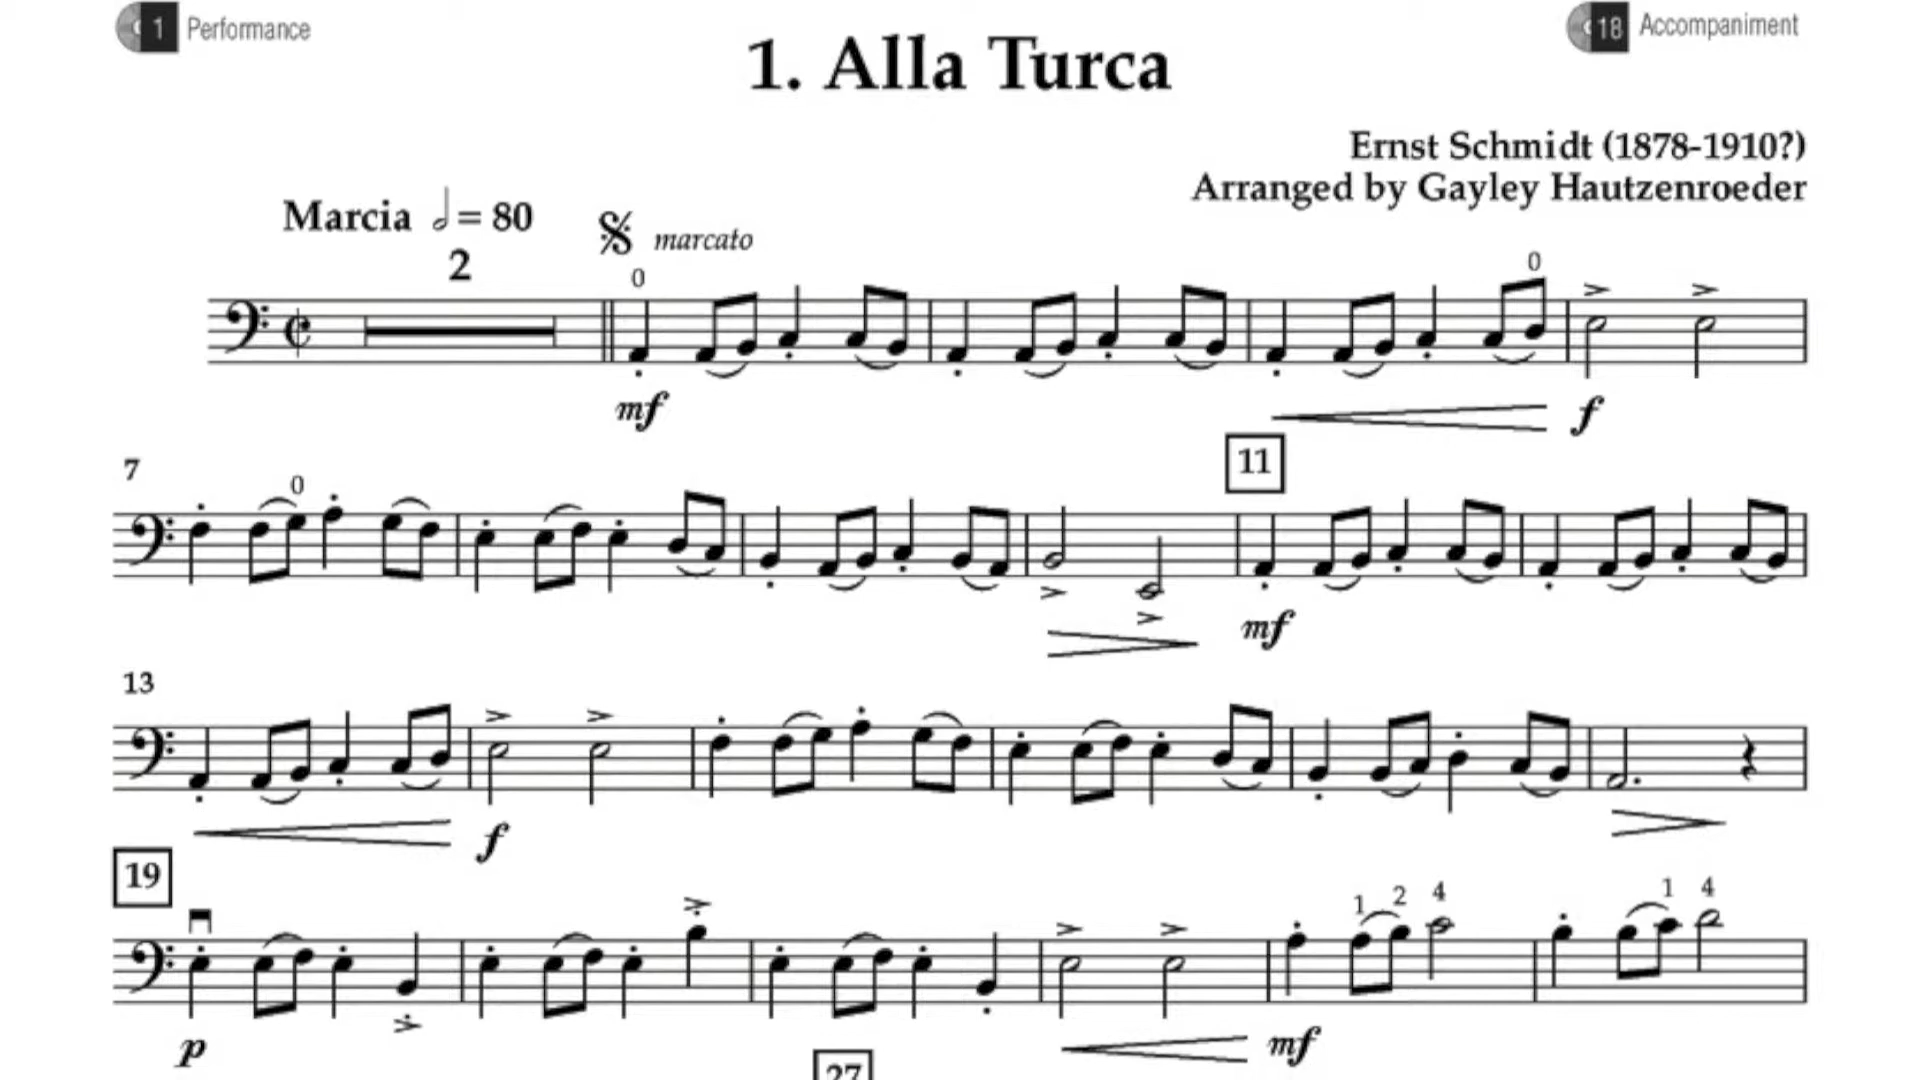 1 Performance
18 Accompaniment
1. Alla Turca
Ernst Schmidt (1878-1910?)
Arranged by Gayley Hautzenroeder
Marcia 𝅗𝅥 = 80
marcato
2
0
0
mf
f
11
7
0
mf
13
f
19
1 2 4
1 4
p
mf
27